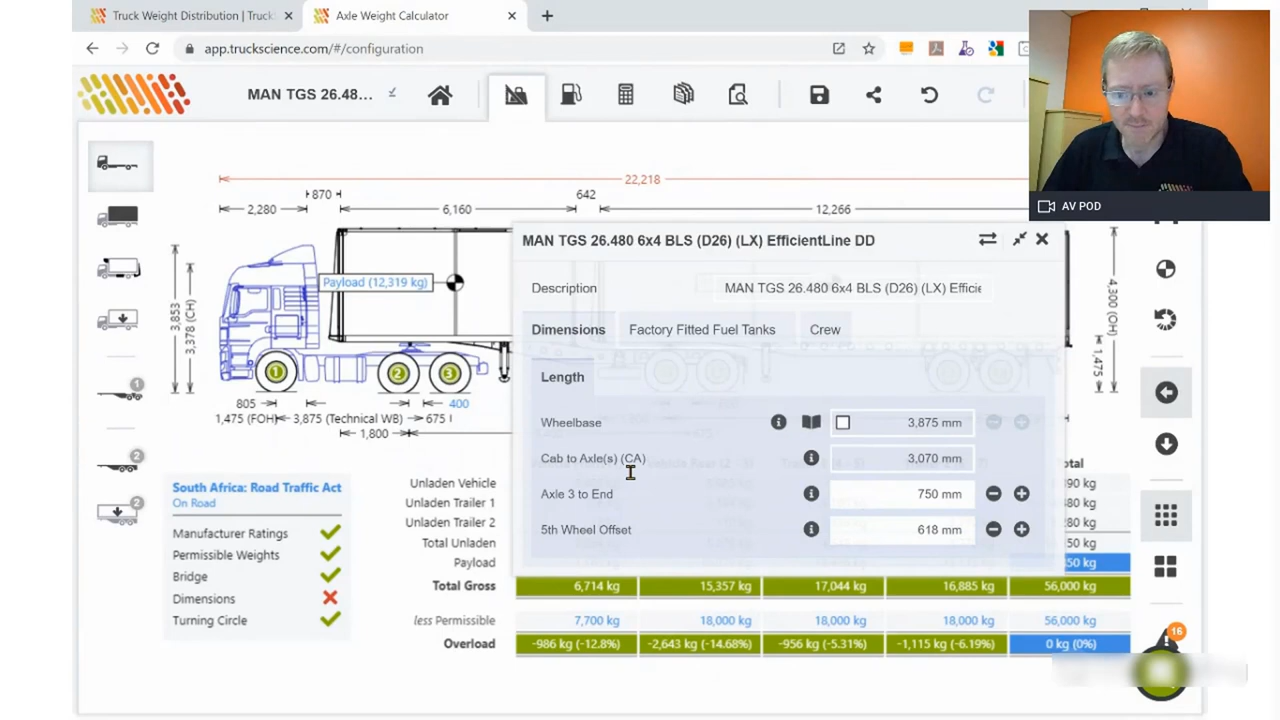 Truck Weight Distribution | Truck
Axle Weight Calculator
app.truckscience.com/#/configuration
MAN TGS 26.48...
22,218
870
642
2,280
6,160
12,266
AV POD
MAN TGS 26.480 6x4 BLS (D26) (LX) EfficientLine DD
Description
MAN TGS 26.480 6x4 BLS (D26) (LX) Efficie
Dimensions
Factory Fitted Fuel Tanks
Crew
Length
Wheelbase
3,875 mm
Cab to Axle(s) (CA)
3,070 mm
Axle 3 to End
750 mm
5th Wheel Offset
618 mm
Payload (12,319 kg)
3,853
3,378 (CH)
4,300 (OH)
1,475
1
2
3
805
400
1,475 (FOH)
3,875 (Technical WB)
675
1,800
1
2
2
South Africa: Road Traffic Act
On Road
Manufacturer Ratings
Permissible Weights
Bridge
Dimensions
Turning Circle
Unladen Vehicle
Unladen Trailer 1
Unladen Trailer 2
Total Unladen
Payload
Total Gross 6,714 kg 15,357 kg 17,044 kg 16,885 kg 56,000 kg
less Permissible 7,700 kg 18,000 kg 18,000 kg 18,000 kg 56,000 kg
Overload -986 kg (-12.8%) -2,643 kg (-14.68%) -956 kg (-5.31%) -1,115 kg (-6.19%) 0 kg (0%)
16